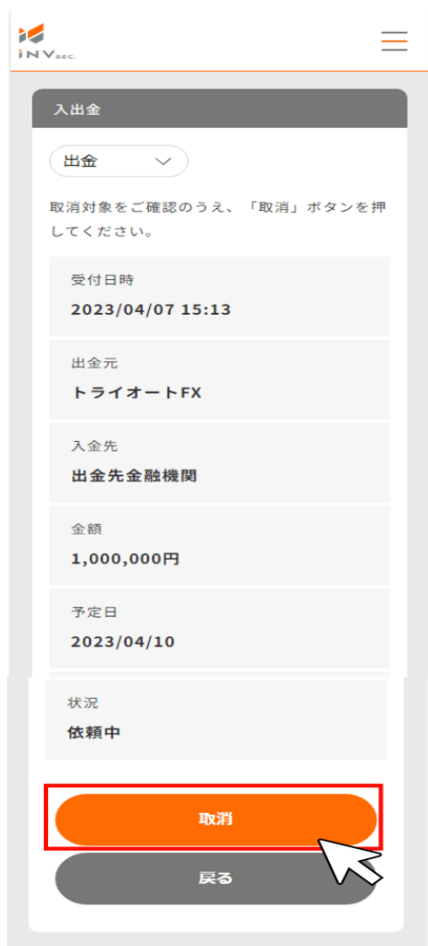 iNVSEC.
入出金
出金
取消対象をご確認のうえ、「取消」ボタンを押
してください。
受付日時
2023/04/07 15:13
出金元
トライオートFX
入金先
出金先金融機関
金額
1,000,000円
予定日
2023/04/10
状況
依頼中
取消
戻る